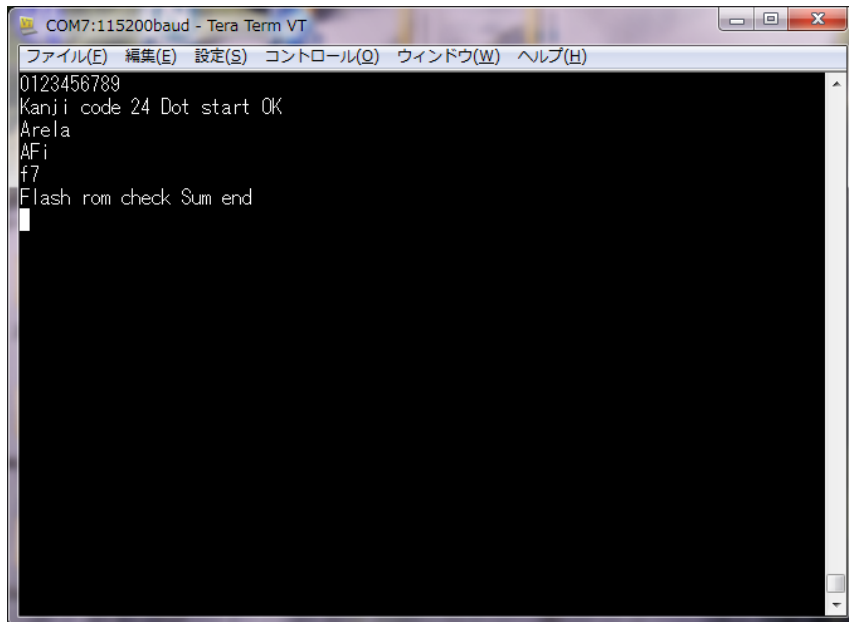 COM7:115200baud - Tera Term VT
ファイル(F) 編集(E) 設定(S) コントロール(O) ウィンドウ(W) ヘルプ(H)
0123456789
Kanji code 24 Dot start OK
Arela
AFi
f7
Flash rom check Sum end